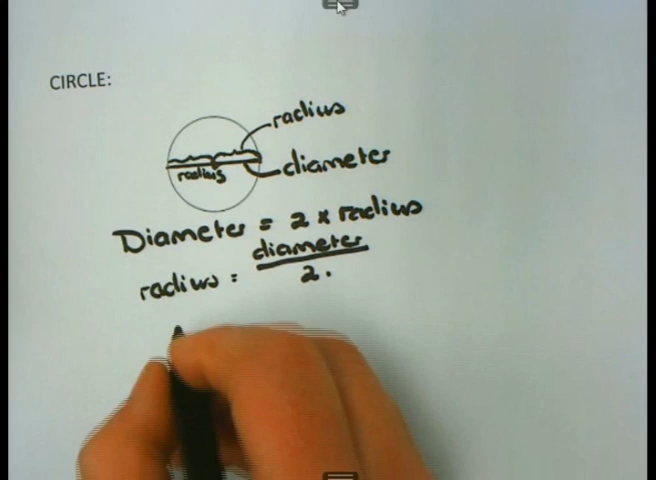 CIRCLE:
radius
diameter
radius
Diameter = 2 x radius
radius = diameter
2.